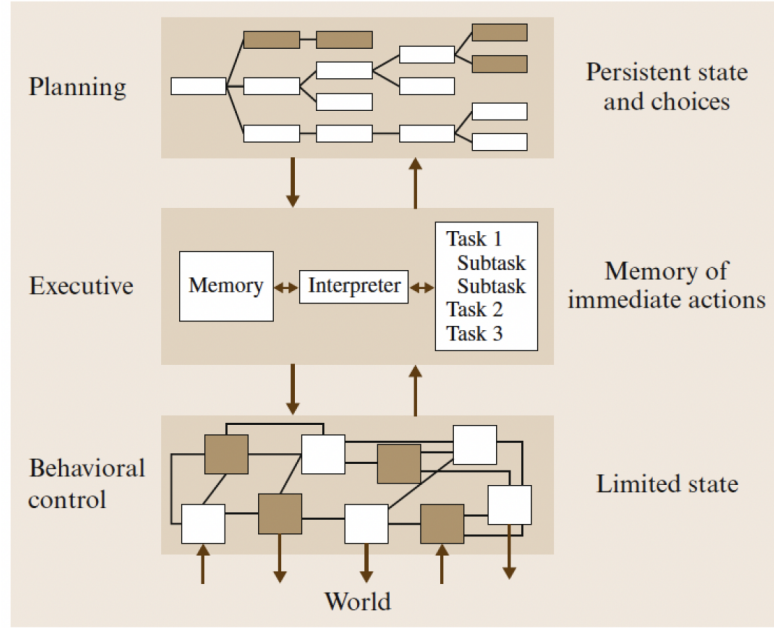 Planning
Persistent state
and choices
Executive
Memory
Interpreter
Task 1
Subtask
Subtask
Task 2
Task 3
Memory of
immediate actions
Behavioral
control
Limited state
World